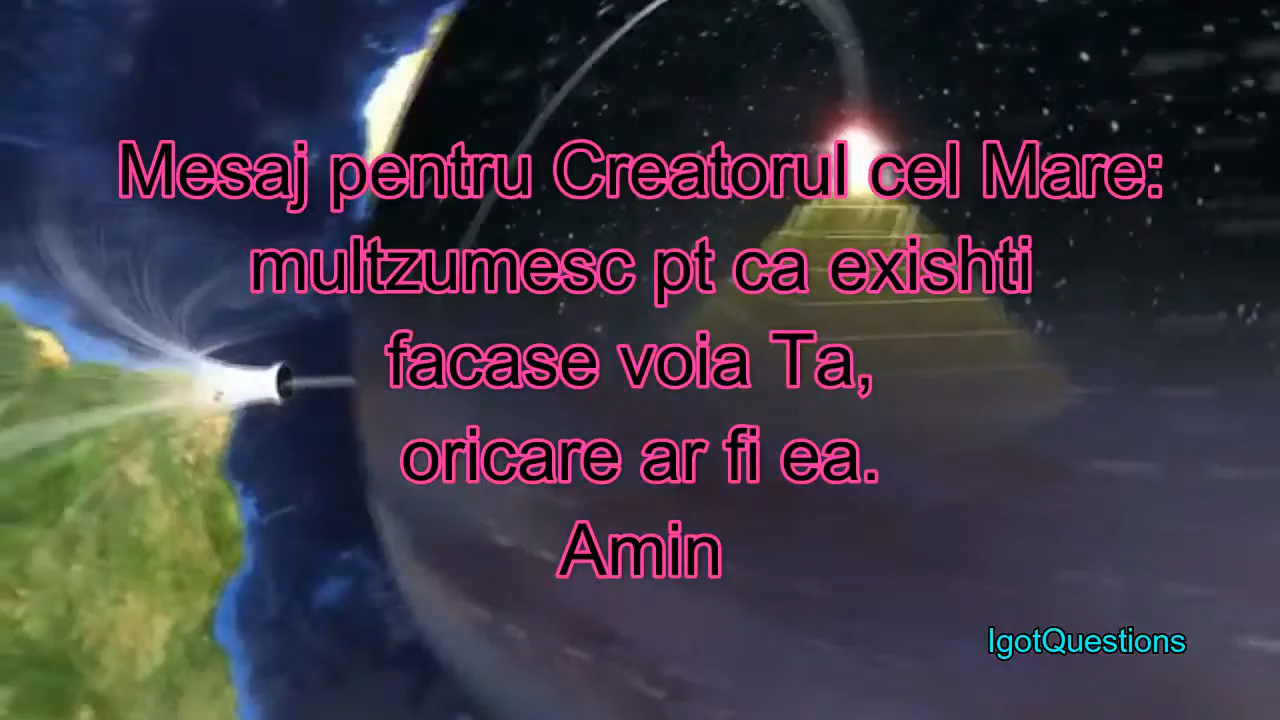 Mesaj pentru Creatorul cel Mare:
multzumesc pt ca exishti
facase voia Ta,
oricare ar fi ea.
Amin
IgotQuestions